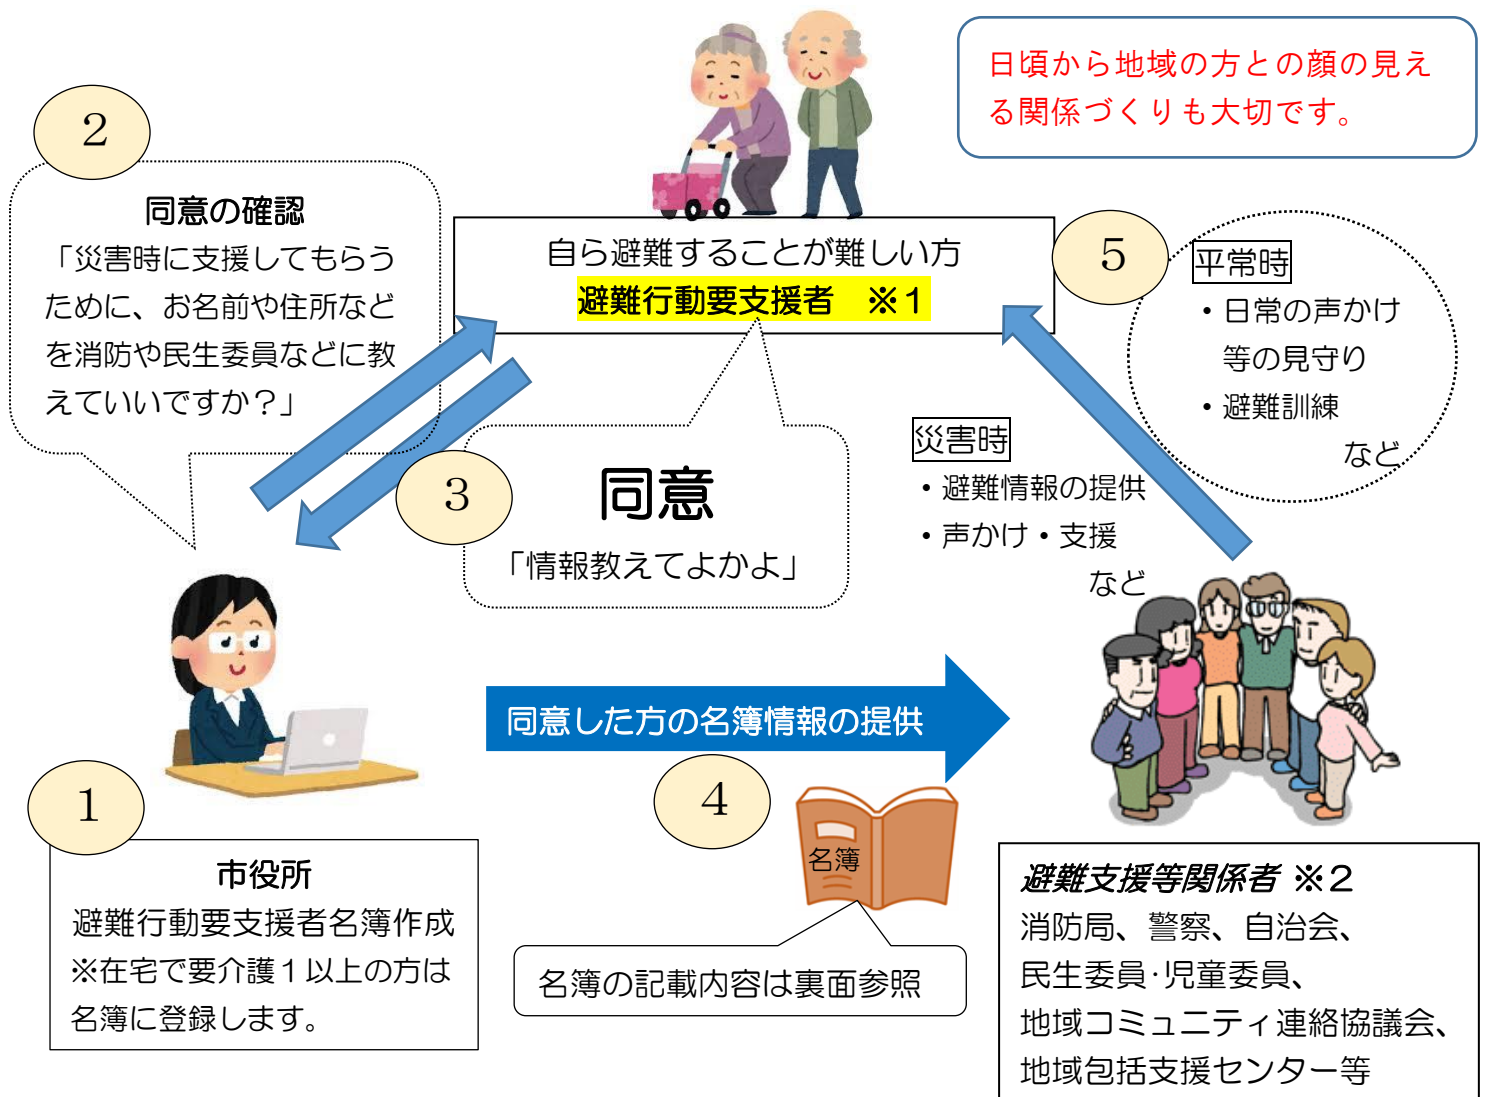 日頃から地域の方との顔の見え
る関係づくりも大切です。
2
同意の確認
「災害時に支援してもらう
ために、お名前や住所など
を消防や民生委員などに教
えていいですか？」
自ら避難することが難しい方
避難行動要支援者　※１
5
平常時
・日常の声かけ
等の見守り
・避難訓練
など
災害時
・避難情報の提供
・声かけ・支援
など
3
同意
「情報教えてよかよ」
同意した方の名簿情報の提供
4
名簿
名簿の記載内容は裏面参照
1
市役所
避難行動要支援者名簿作成
※在宅で要介護１以上の方は
名簿に登録します。
避難支援等関係者 ※２
消防局、警察、自治会、
民生委員・児童委員、
地域コミュニティ連絡協議会、
地域包括支援センター等